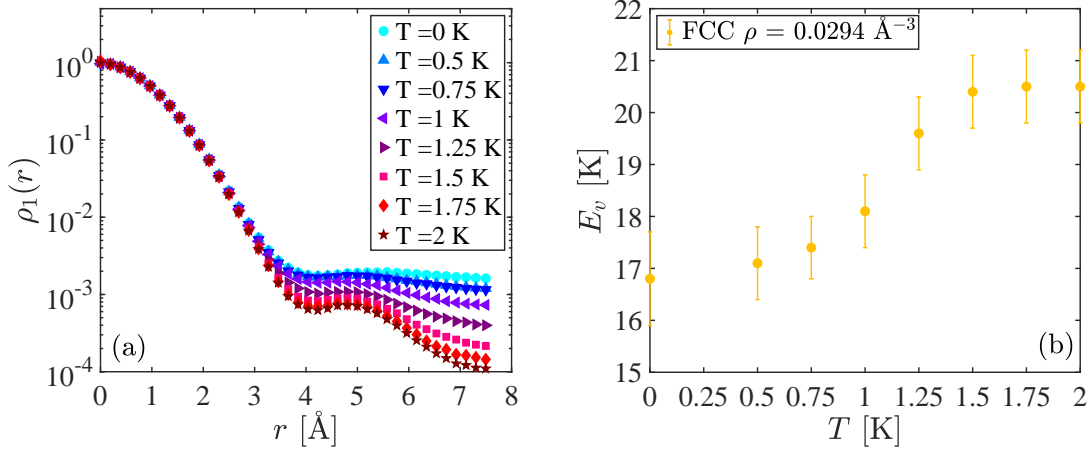 10^0
10^{-1}
10^{-2}
10^{-3}
10^{-4}
ρ₁(r)
0 1 2 3 4 5 6 7 8
r [Å]
(a)
T =0 K
T =0.5 K
T =0.75 K
T =1 K
T =1.25 K
T =1.5 K
T =1.75 K
T =2 K
22
21
20
19
18
17
16
15
E_v [K]
FCC ρ = 0.0294 Å⁻³
(b)
0 0.25 0.5 0.75 1 1.25 1.5 1.75 2
T [K]